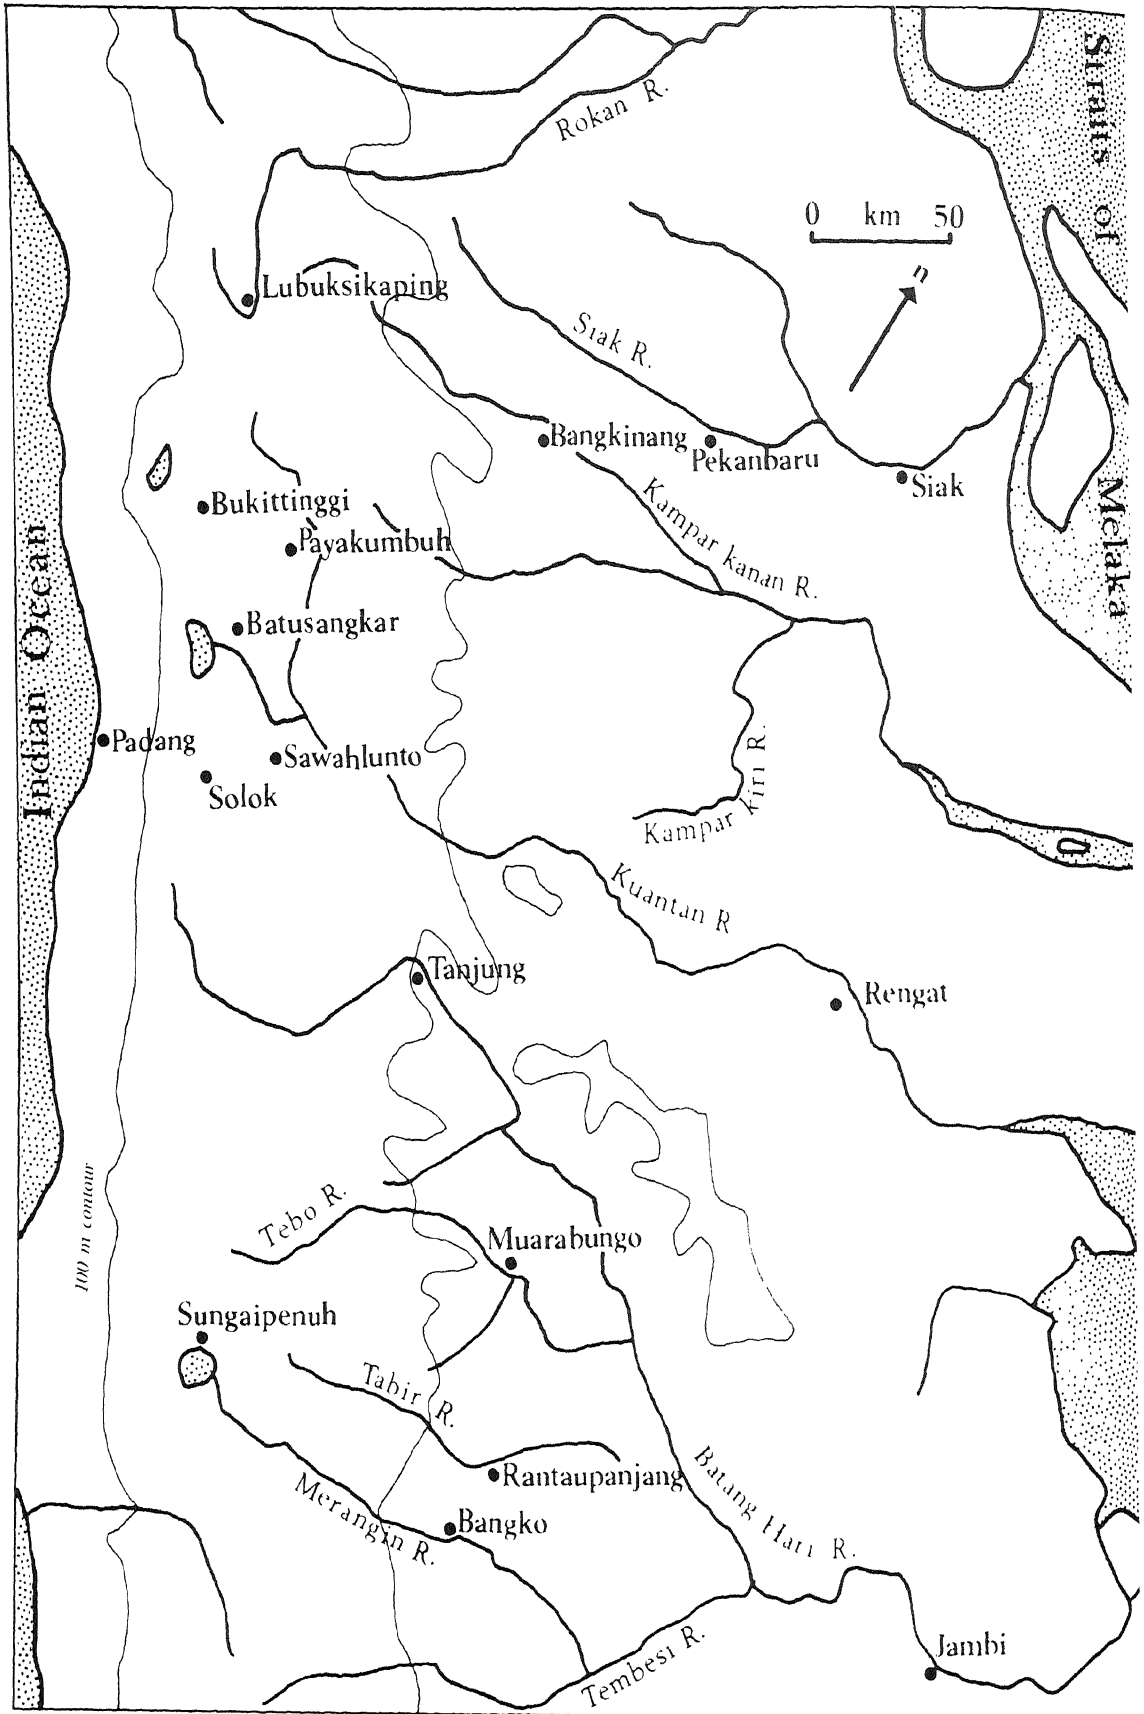 Straits of Melaka
Rokan R.
0 km 50
n
Lubuksikaping
Siak R.
Bangkinang
Pekanbaru
Siak
Kampar kanan R.
Bukittinggi
Payakumbuh
Batusangkar
Indian Ocean
Padang
Sawahlunto
Solok
Kampar kiri R.
Kuantan R
Tanjung
Rengat
100 m contour
Tebo R.
Muarabungo
Sungaipenuh
Tabir R.
Rantaupanjang
Batang Hari R.
Merangin R.
Bangko
Tembesi R.
Jambi